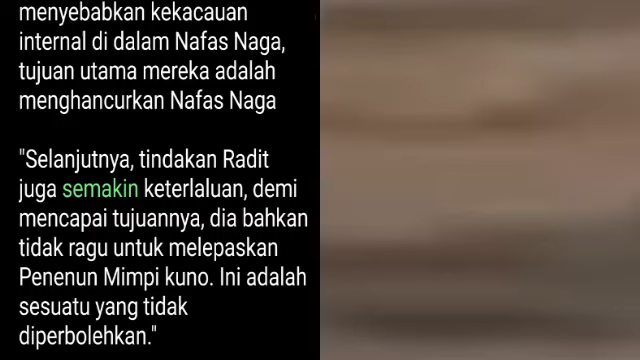 menyebabkan kekacauan
internal di dalam Nafas Naga,
tujuan utama mereka adalah
menghancurkan Nafas Naga
"Selanjutnya, tindakan Radit
juga semakin keterlaluan, demi
mencapai tujuannya, dia bahkan
tidak ragu untuk melepaskan
Penenun Mimpi kuno. Ini adalah
sesuatu yang tidak
diperbolehkan."